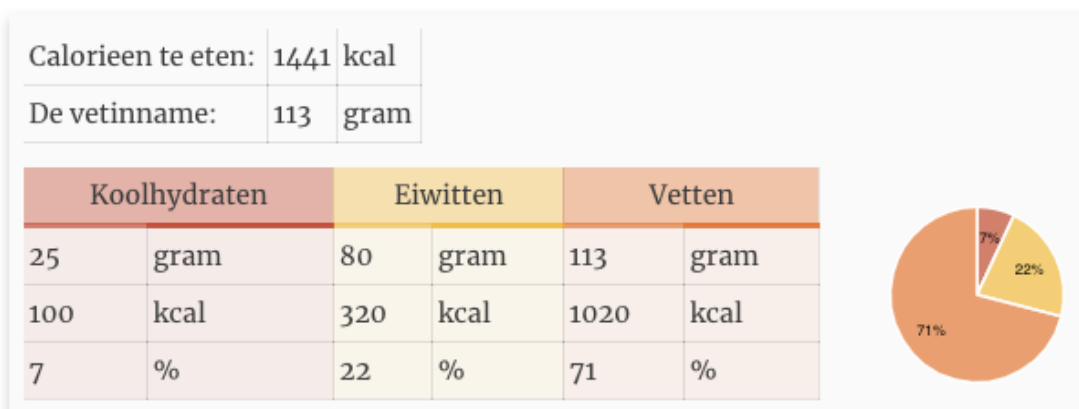 Calorieen te eten: 1441 kcal
De vetinname: 113 gram
Koolhydraten Eiwitten Vetten
25 gram 80 gram 113 gram
100 kcal 320 kcal 1020 kcal
7 % 22 % 71 %
7%
22%
71%